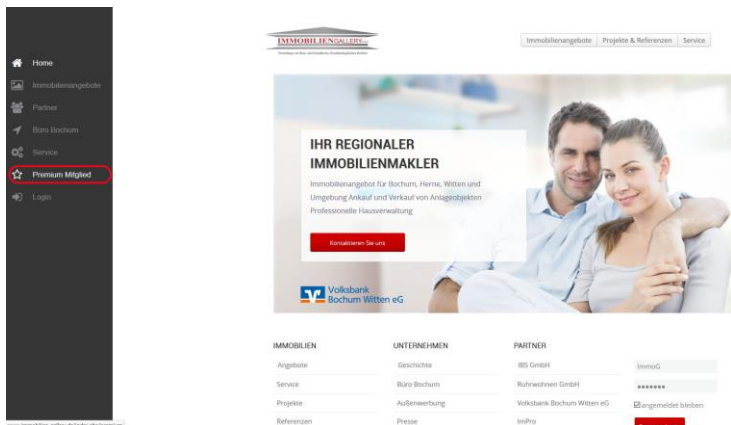 Home
Immobilienangebote
Partner
Büro Bochum
Service
Premium Mitglied
Login
IMMOBILIENGALLERY
Immobilienangebote
Projekte & Referenzen
Service
IHR REGIONALER
IMMOBILIENMAKLER
Immobilienangebot für Bochum, Herne, Witten und
Umgebung Ankauf und Verkauf von Anlageobjekten
Professionelle Hausverwaltung
Kontaktieren Sie uns
Volksbank
Bochum Witten eG
IMMOBILIEN
Angebote
Service
Projekte
Referenzen
UNTERNEHMEN
Geschichte
Büro Bochum
Außenwerbung
Presse
PARTNER
IBS GmbH
Ruhrwohnen GmbH
Volksbank Bochum Witten eG
ImPro
ImmoG
*******
angemeldet bleiben